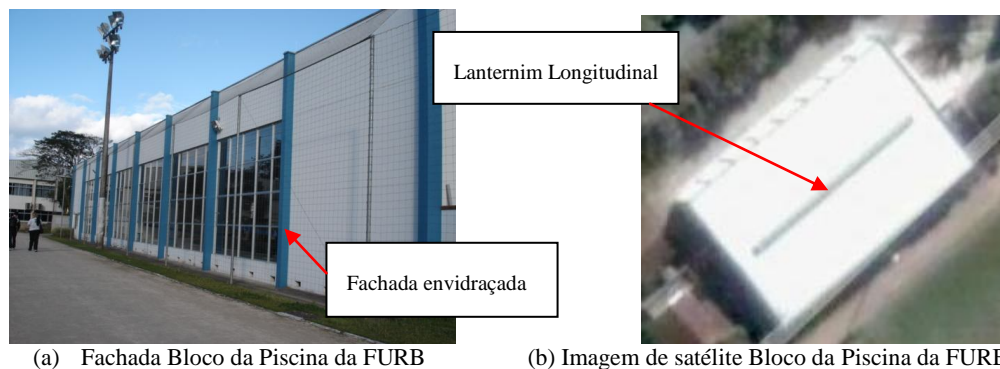 Lanternim Longitudinal
Fachada envidraçada
(a) Fachada Bloco da Piscina da FURB
(b) Imagem de satélite Bloco da Piscina da FURB